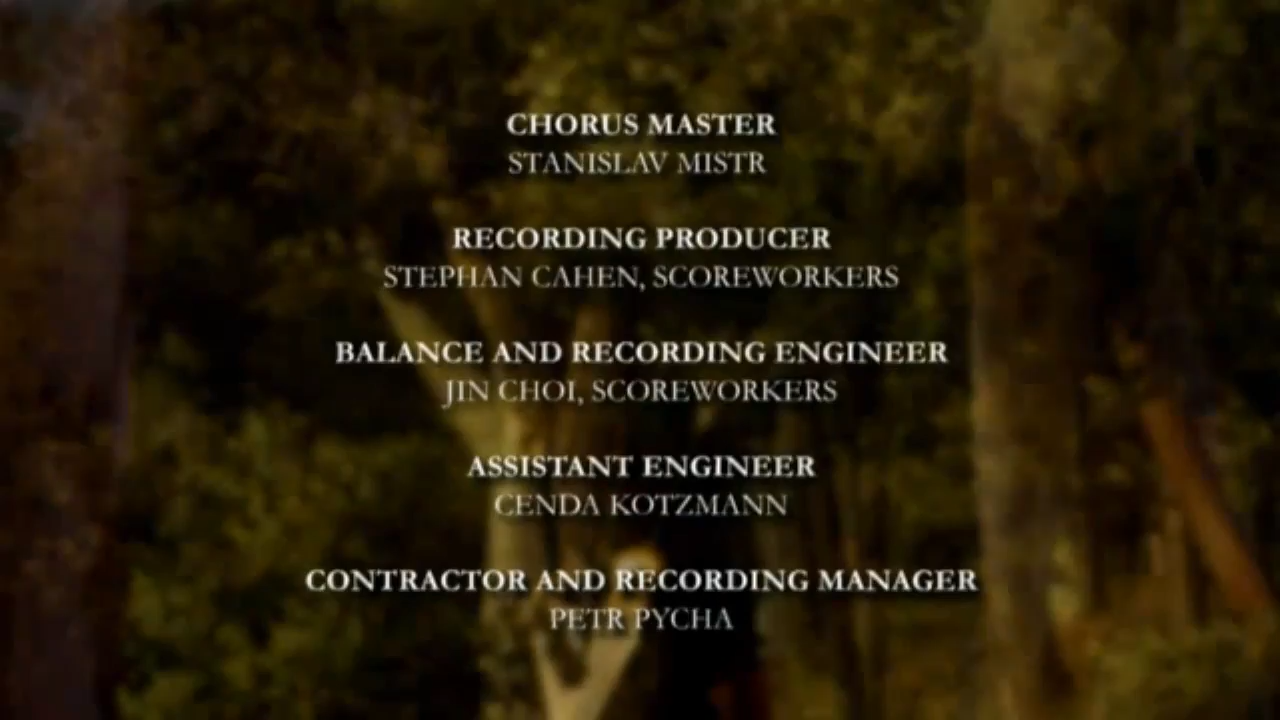 CHORUS MASTER
STANISLAV MISTR
RECORDING PRODUCER
STEPHAN CAHEN, SCOREWORKERS
BALANCE AND RECORDING ENGINEER
JIN CHOI, SCOREWORKERS
ASSISTANT ENGINEER
CENDA KOTZMANN
CONTRACTOR AND RECORDING MANAGER
PETR PYCHA